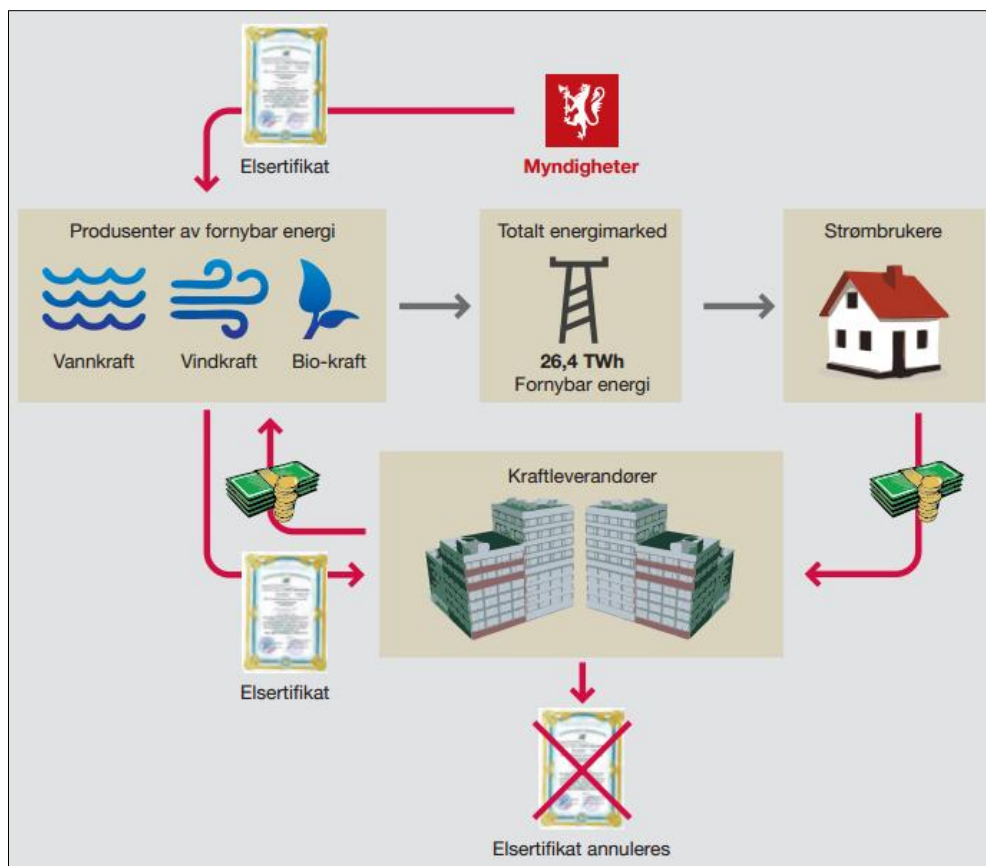 Elsertifikat
Myndigheter
Produsenter av fornybar energi
Vannkraft
Vindkraft
Bio-kraft
Totalt energimarked
26,4 TWh
Fornybar energi
Strømbrukere
Kraftleverandører
Elsertifikat
Elsertifikat annuleres